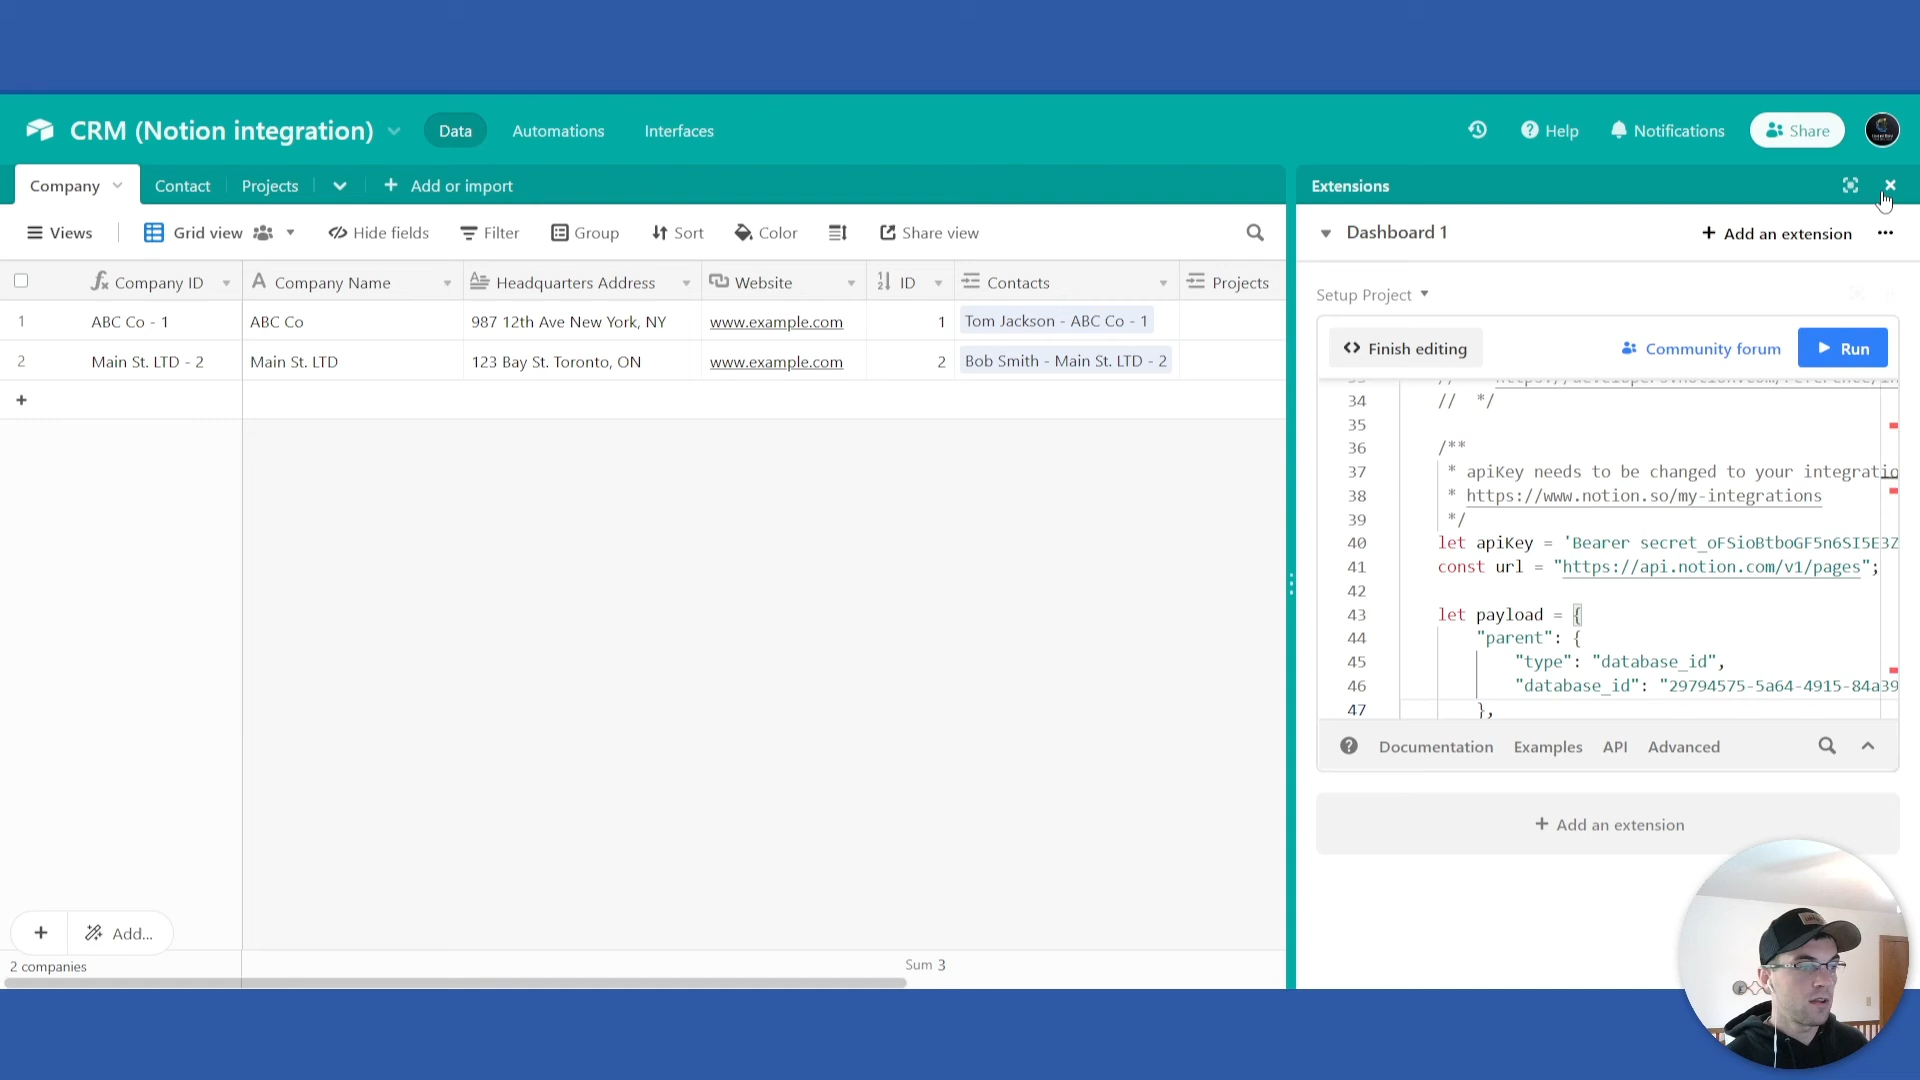 CRM (Notion integration)
Data
Automations
Interfaces
Help
Notifications
Share
Company
Contact
Projects
Add or import
Extensions
Views
Grid view
Hide fields
Filter
Group
Sort
Color
Share view
Dashboard 1
+ Add an extension
Company ID
Company Name
Headquarters Address
Website
ID
Contacts
Projects
Setup Project
1 ABC Co - 1 ABC Co 987 12th Ave New York, NY www.example.com 1 Tom Jackson - ABC Co - 1
2 Main St. LTD - 2 Main St. LTD 123 Bay St. Toronto, ON www.example.com 2 Bob Smith - Main St. LTD - 2
Finish editing
Community forum
Run
34 // */
35
36 /**
37 * apiKey needs to be changed to your integratio
38 * https://www.notion.so/my-integrations
39 */
40 let apiKey = 'Bearer secret_oFSioBtboGF5n6SI5E3Z
41 const url = "https://api.notion.com/v1/pages";
42
43 let payload = {
44 "parent": {
45 "type": "database_id",
46 "database_id": "29794575-5a64-4915-84a39
47 },
Documentation
Examples
API
Advanced
+ Add an extension
+ Add...
2 companies
Sum 3